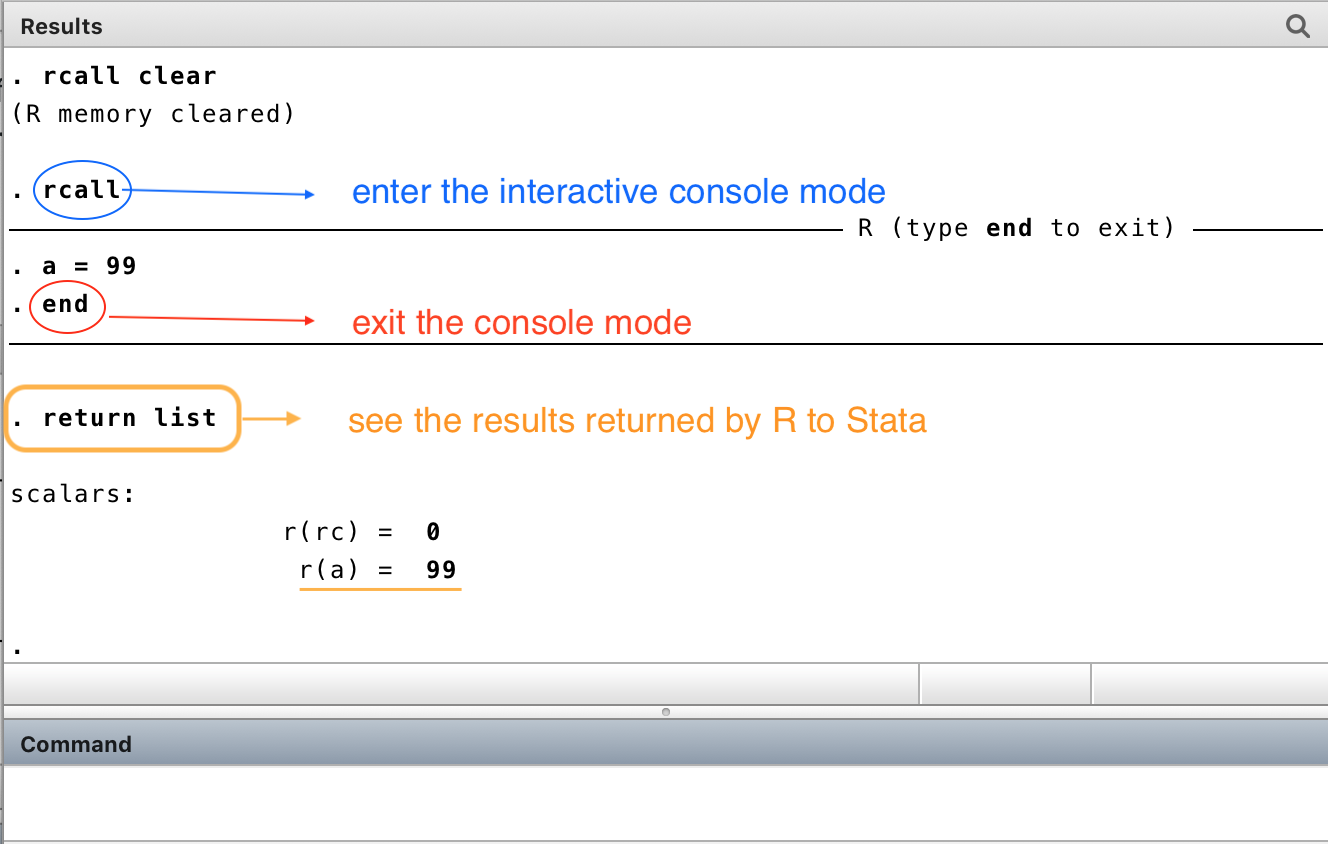 Results
. rcall clear
(R memory cleared)
. rcall enter the interactive console mode
R (type end to exit)
. a = 99
. end exit the console mode
. return list see the results returned by R to Stata
scalars:
r(rc) = 0
r(a) = 99
.
Command